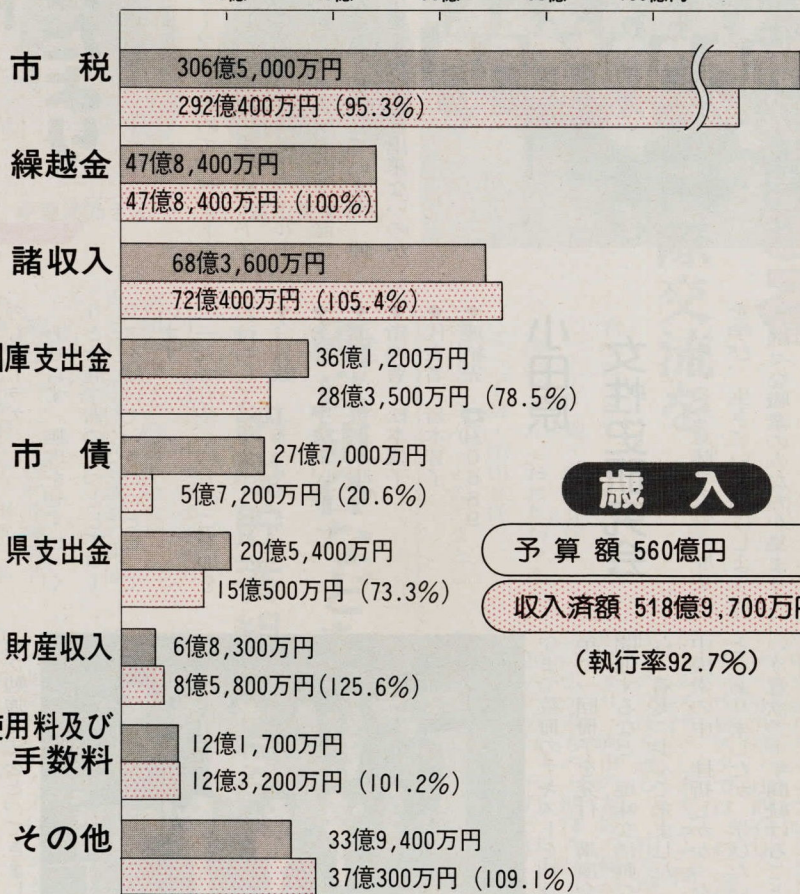 市 税
306億5,000万円
292億400万円 (95.3%)
繰越金
47億8,400万円
47億8,400万円 (100%)
諸収入
68億3,600万円
72億400万円 (105.4%)
庫支出金
36億1,200万円
28億3,500万円 (78.5%)
市 債
27億7,000万円
5億7,200万円 (20.6%)
県支出金
20億5,400万円
15億500万円 (73.3%)
財産収入
6億8,300万円
8億5,800万円(125.6%)
用料及び
手数料
12億1,700万円
12億3,200万円 (101.2%)
その他
33億9,400万円
37億300万円 (109.1%)
歳 入
予 算 額 560億円
収入済額 518億9,700万円
(執行率92.7%)